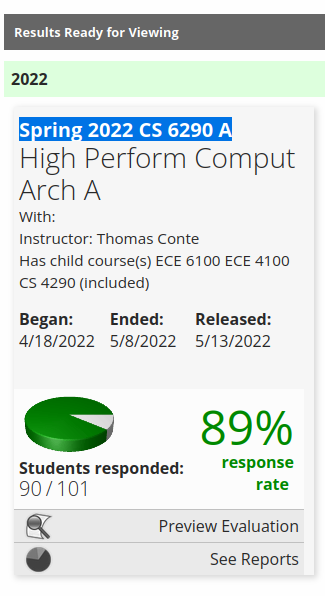 Results Ready for Viewing
2022
Spring 2022 CS 6290 A
High Perform Comput
Arch A
With:
Instructor: Thomas Conte
Has child course(s) ECE 6100 ECE 4100
CS 4290 (included)
Began: Ended: Released:
4/18/2022 5/8/2022 5/13/2022
89%
response
rate
Students responded:
90 / 101
Preview Evaluation
See Reports